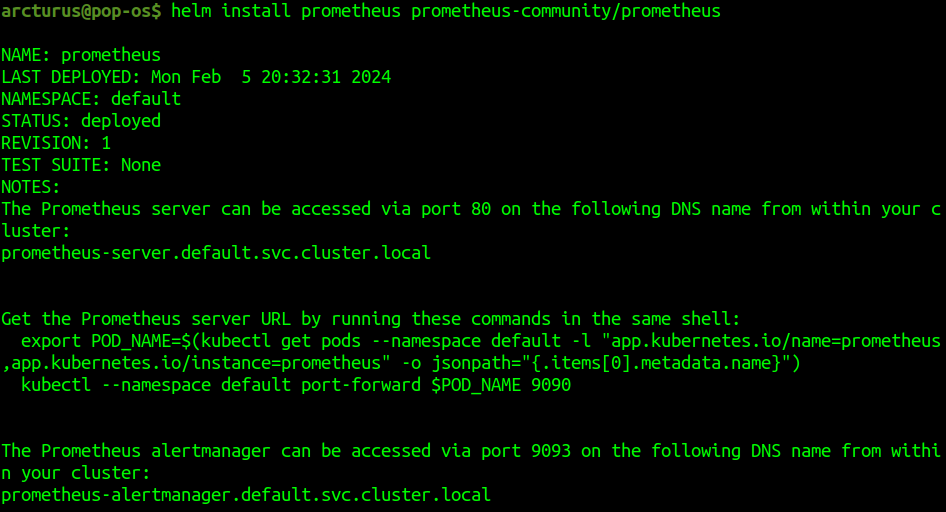 arcturus@pop-os$ helm install prometheus prometheus-community/prometheus
NAME: prometheus
LAST DEPLOYED: Mon Feb  5 20:32:31 2024
NAMESPACE: default
STATUS: deployed
REVISION: 1
TEST SUITE: None
NOTES:
The Prometheus server can be accessed via port 80 on the following DNS name from within your c
luster:
prometheus-server.default.svc.cluster.local
Get the Prometheus server URL by running these commands in the same shell:
  export POD_NAME=$(kubectl get pods --namespace default -l "app.kubernetes.io/name=prometheus
,app.kubernetes.io/instance=prometheus" -o jsonpath="{.items[0].metadata.name}")
  kubectl --namespace default port-forward $POD_NAME 9090
The Prometheus alertmanager can be accessed via port 9093 on the following DNS name from withi
n your cluster:
prometheus-alertmanager.default.svc.cluster.local